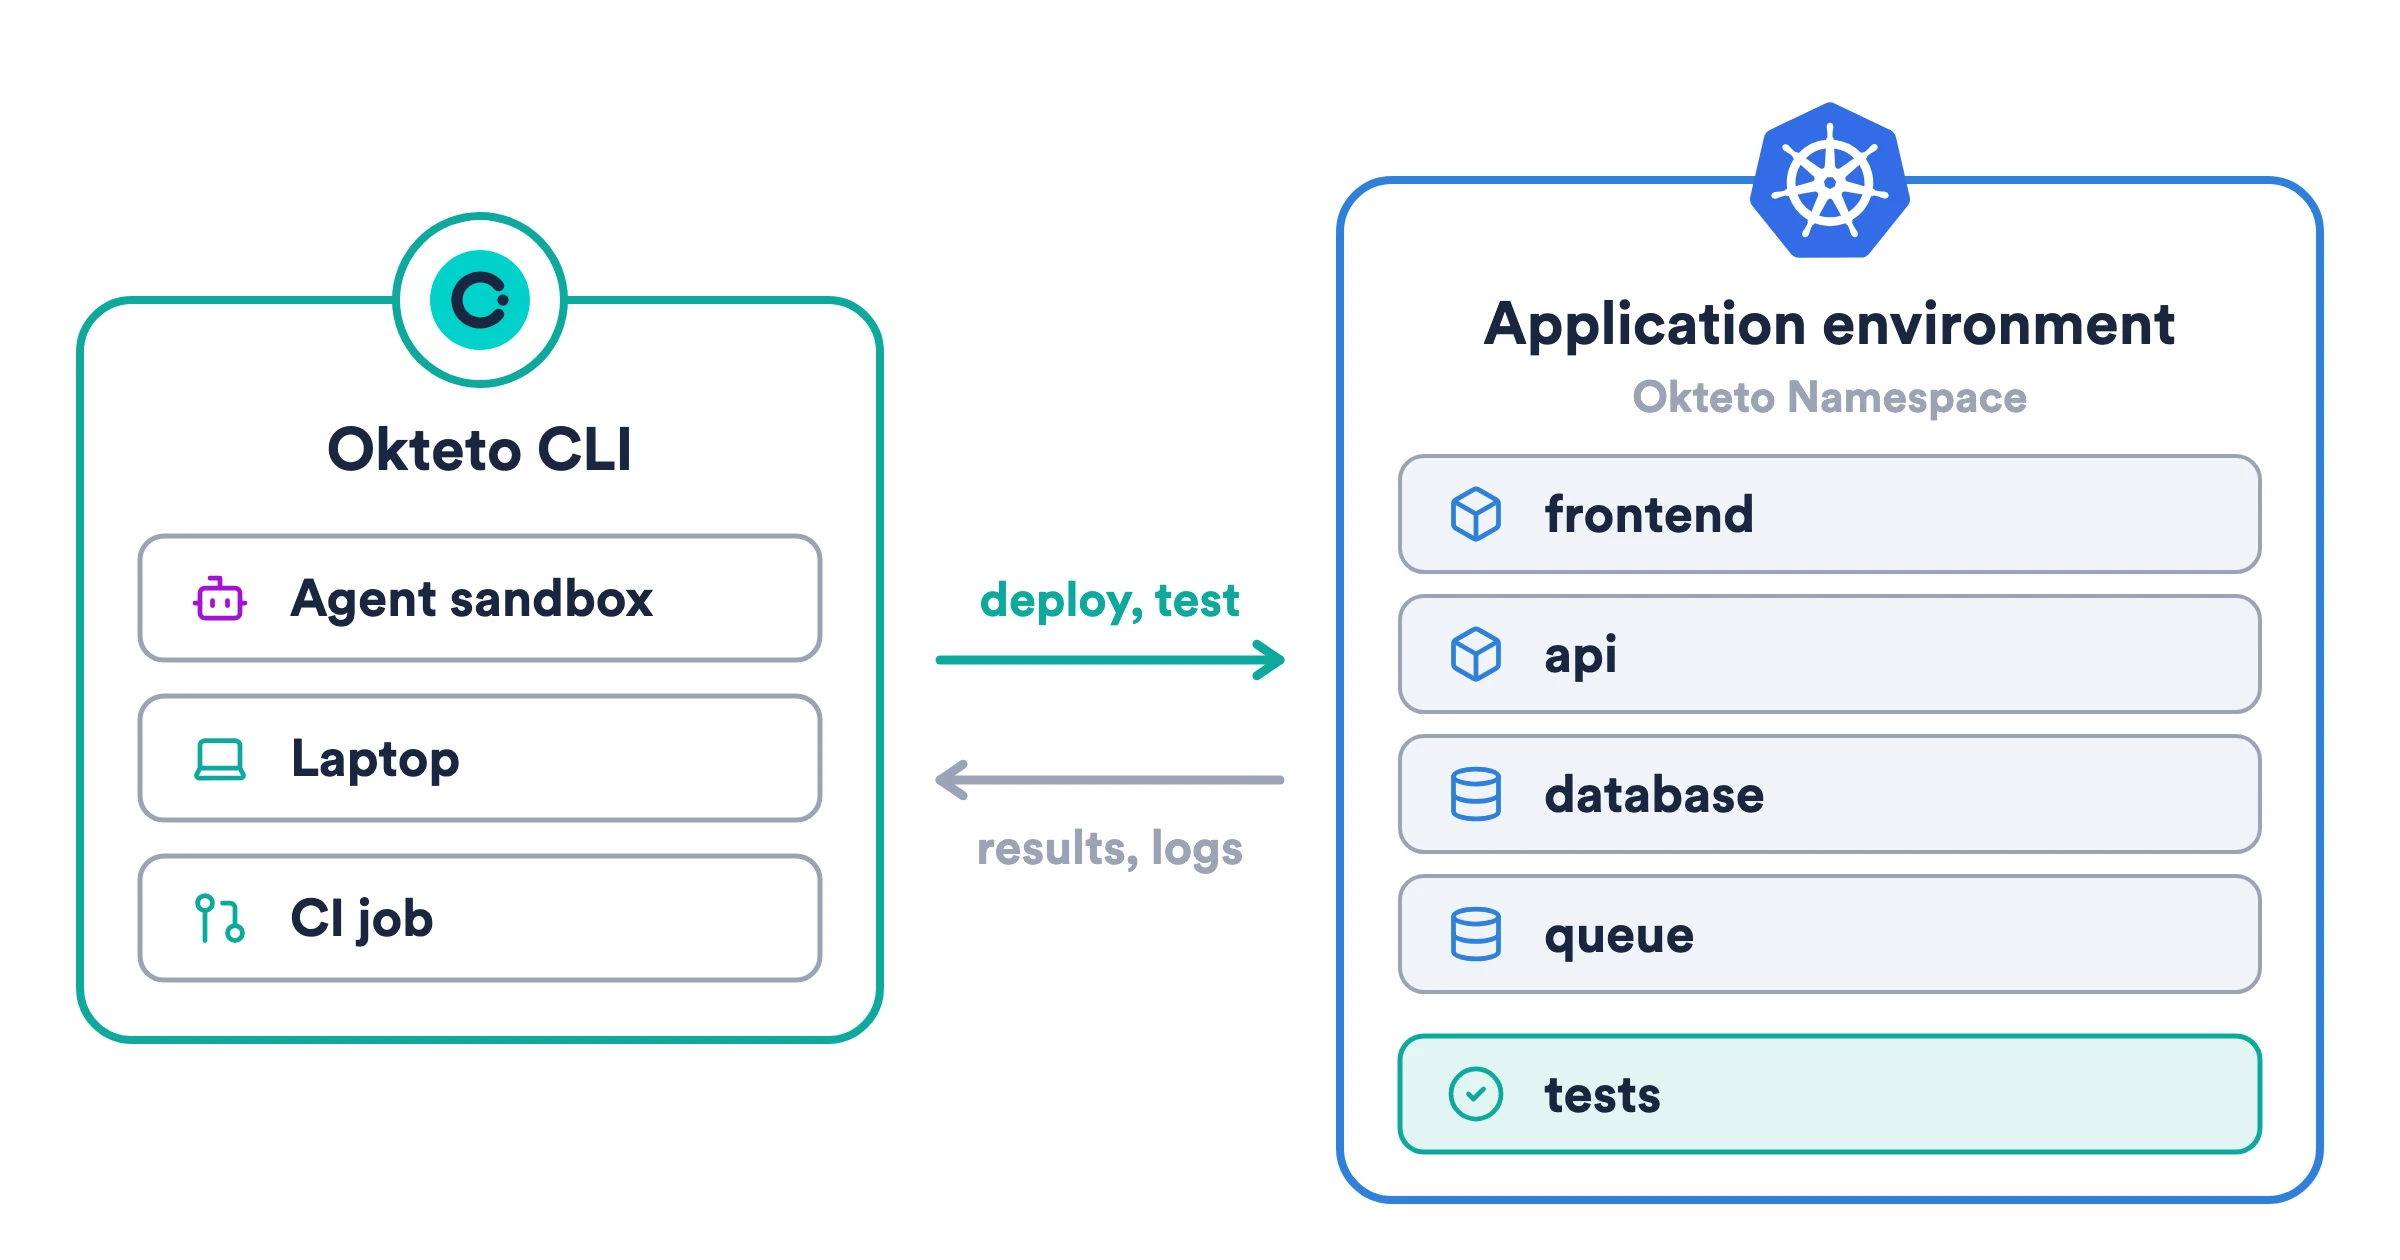 Okteto CLI
Agent sandbox
Laptop
CI job
deploy, test
results, logs
Application environment
Okteto Namespace
frontend
api
database
queue
tests